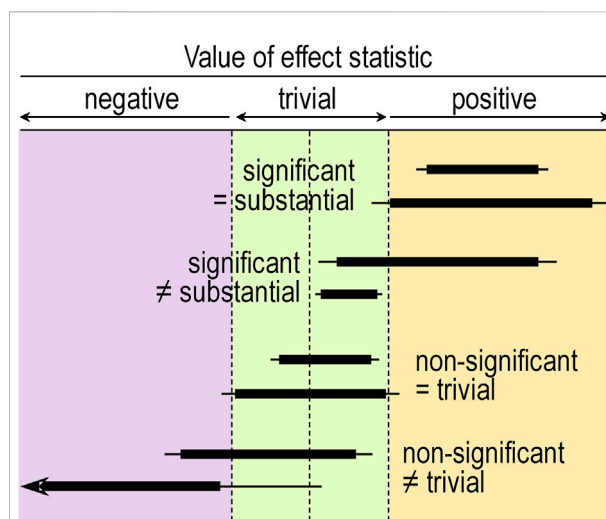 Value of effect statistic
negative trivial positive
significant
= substantial
significant
≠ substantial
non-significant
= trivial
non-significant
≠ trivial